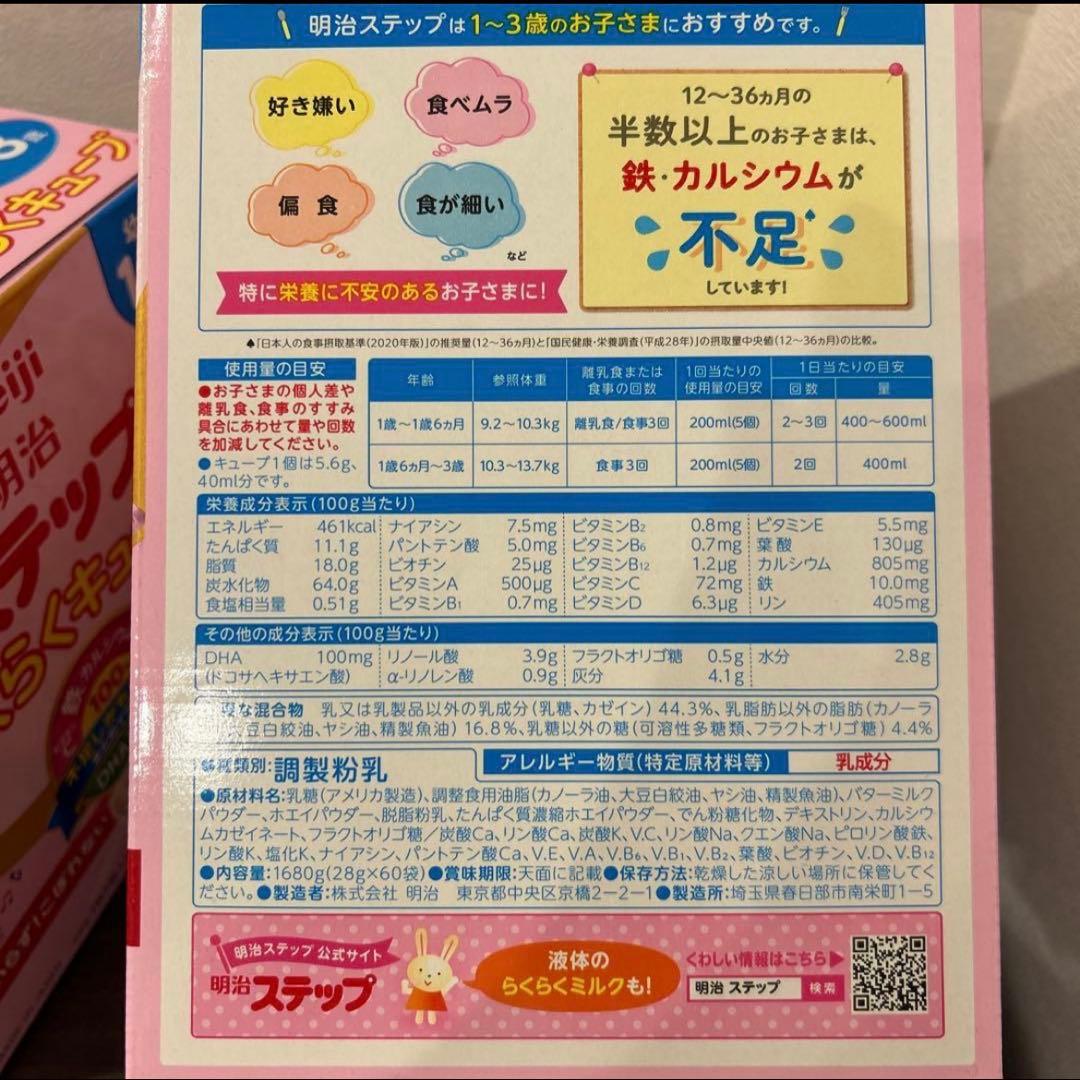 明治ステップは1〜3歳のお子さまにおすすめです。
好き嫌い
食べムラ
偏食
食が細い
など
特に栄養に不安のあるお子さまに!
12〜36ヵ月の
半数以上のお子さまは、
鉄・カルシウムが
不足♠
しています!
♠「日本人の食事摂取基準(2020年版)」の推奨量(12〜36ヵ月)と「国民健康・栄養調査(平成28年)」の摂取量中央値(12〜36ヵ月)の比較。
使用量の目安
●お子さまの個人差や
離乳食、食事のすすみ
具合にあわせて量や回数
を加減してください。
●キューブ1個は5.6g、
40ml分です。
年齢 参照体重 離乳食または食事の回数 1回当たりの使用量の目安 1日当たりの目安 回数 量
1歳〜1歳6ヵ月 9.2〜10.3kg 離乳食/食事3回 200ml(5個) 2〜3回 400〜600ml
1歳6ヵ月〜3歳 10.3〜13.7kg 食事3回 200ml(5個) 2回 400ml
栄養成分表示(100g当たり)
エネルギー 461kcal ナイアシン 7.5mg ビタミンB2 0.8mg ビタミンE 5.5mg
たんぱく質 11.1g パントテン酸 5.0mg ビタミンB6 0.7mg 葉酸 130μg
脂質 18.0g ビオチン 25μg ビタミンB12 1.2μg カルシウム 805mg
炭水化物 64.0g ビタミンA 500μg ビタミンC 72mg 鉄 10.0mg
食塩相当量 0.51g ビタミンB1 0.7mg ビタミンD 6.3μg リン 405mg
その他の成分表示(100g当たり)
DHA 100mg リノール酸 3.9g フラクトオリゴ糖 0.5g 水分 2.8g
(ドコサヘキサエン酸) α-リノレン酸 0.9g 灰分 4.1g
な混合物 乳又は乳製品以外の乳成分(乳糖、カゼイン)44.3%、乳脂肪以外の脂肪(カノーラ
豆白絞油、ヤシ油、精製魚油)16.8%、乳糖以外の糖(可溶性多糖類、フラクトオリゴ糖)4.4%
種類別:調製粉乳 アレルギー物質(特定原材料等) 乳成分
●原材料名:乳糖(アメリカ製造)、調整食用油脂(カノーラ油、大豆白絞油、ヤシ油、精製魚油)、バターミルク
パウダー、ホエイパウダー、脱脂粉乳、たんぱく質濃縮ホエイパウダー、でん粉糖化物、デキストリン、カルシウ
ムカゼイネート、フラクトオリゴ糖/炭酸Ca、リン酸Ca、炭酸K、V.C、リン酸Na、クエン酸Na、ピロリン酸鉄、
リン酸K、塩化K、ナイアシン、パントテン酸Ca、V.E、V.A、V.B6、V.B1、V.B2、葉酸、ビオチン、V.D、V.B12
●内容量:1680g(28g×60袋)●賞味期限:天面に記載●保存方法:乾燥した涼しい場所に保管してく
ださい。●製造者:株式会社 明治 東京都中央区京橋2-2-1●製造所:埼玉県春日部市南栄町1-5
明治ステップ 公式サイト
明治ステップ
液体の
らくらくミルクも!
くわしい情報はこちら▶
明治 ステップ 検索
eiji
明治